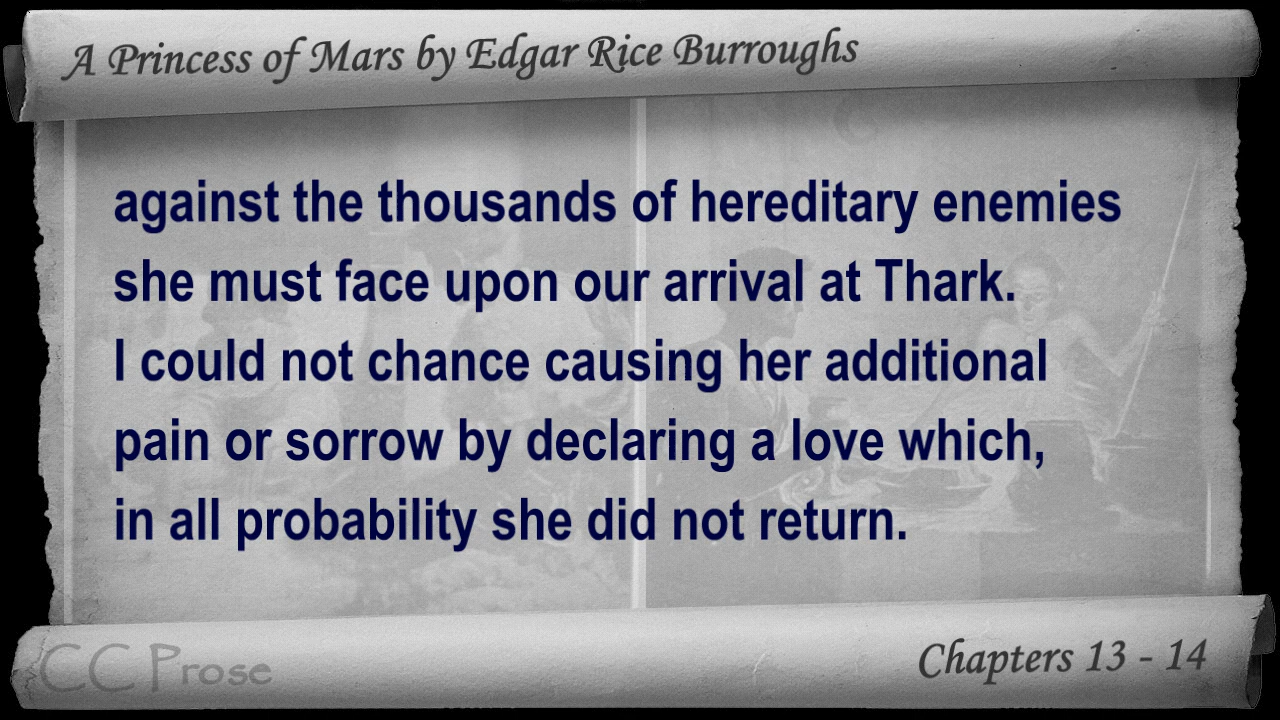 A Princess of Mars by Edgar Rice Burroughs
against the thousands of hereditary enemies
she must face upon our arrival at Thark.
I could not chance causing her additional
pain or sorrow by declaring a love which,
in all probability she did not return.
CC Prose
Chapters 13 - 14